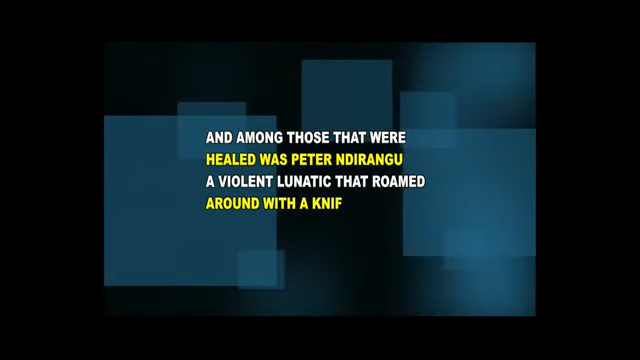 AND AMONG THOSE THAT WERE
HEALED WAS PETER NDIRANGU
A VIOLENT LUNATIC THAT ROAMED
AROUND WITH A KNIF